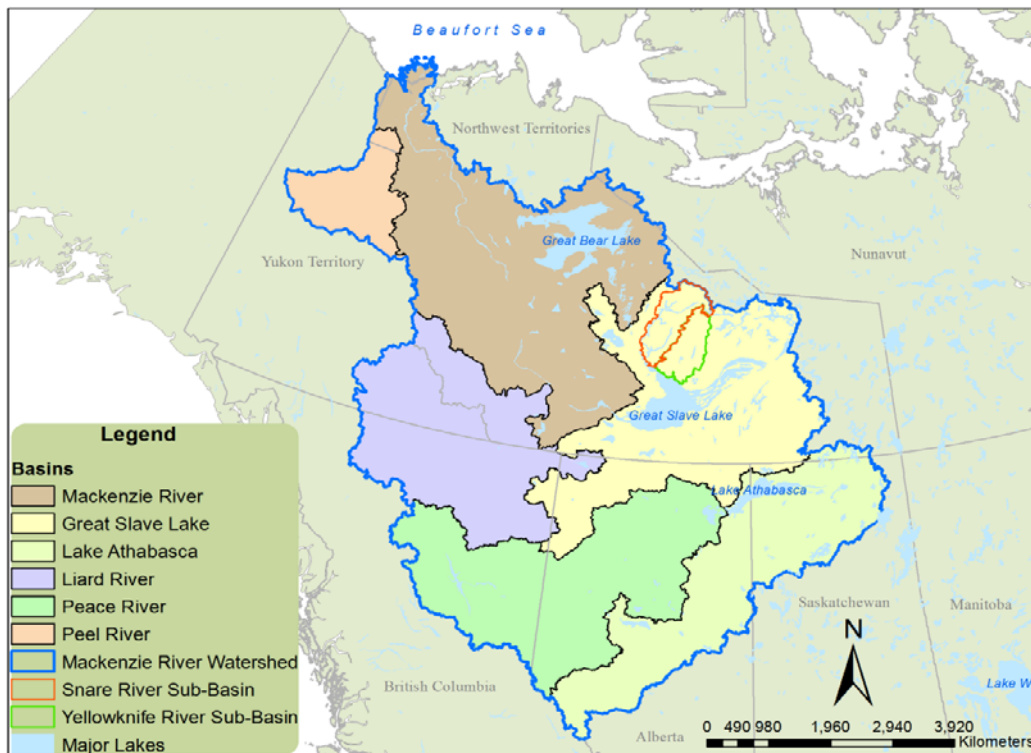 Beaufort Sea
Northwest Territories
Great Bear Lake
Nunavut
Yukon Territory
Great Slave Lake
Lake Athabasca
Saskatchewan
Manitoba
British Columbia
Alberta
Lake W
Legend
Basins
Mackenzie River
Great Slave Lake
Lake Athabasca
Liard River
Peace River
Peel River
Mackenzie River Watershed
Snare River Sub-Basin
Yellowknife River Sub-Basin
Major Lakes
N
0 490 980 1,960 2,940 3,920
Kilometer